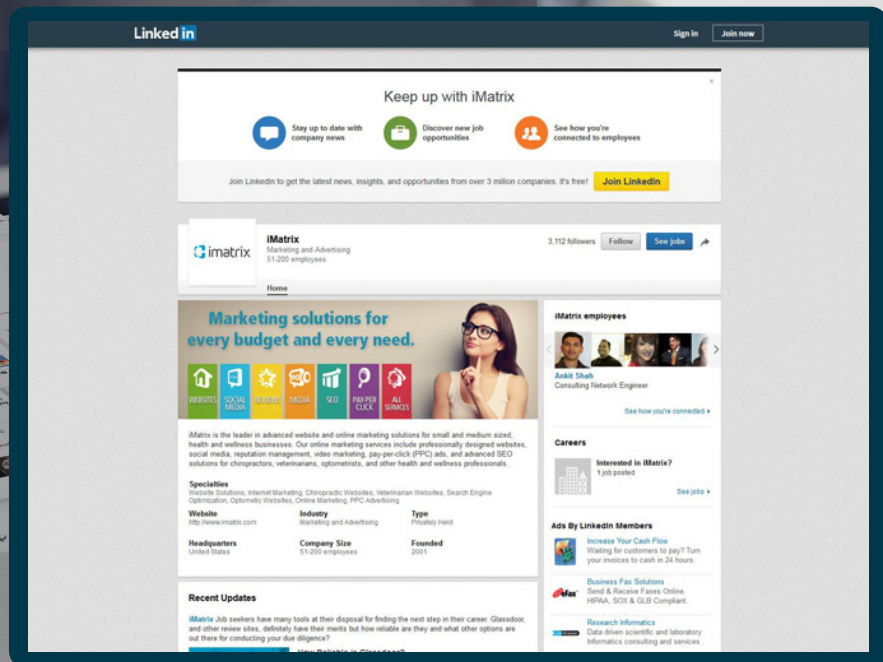 Linked in
Sign in
Join now
Keep up with iMatrix
Stay up to date with
company news
Discover new job
opportunities
See how you're
connected to employees
Join LinkedIn to get the latest news, insights, and opportunities from over 3 million companies. It's free!
Join LinkedIn
imatrix
iMatrix
Marketing and Advertising
51-200 employees
3,112 followers
Follow
See jobs
Home
Marketing solutions for
every budget and every need.
WEBSITES
SOCIAL
MEDIA
REVIEWS
MEDIA
SEO
PAY-PER
CLICK
ALL
SERVICES
iMatrix is the leader in advanced website and online marketing solutions for small and medium sized,
health and wellness businesses. Our online marketing services include professionally designed websites,
social media, reputation management, video marketing, pay-per-click (PPC) ads, and advanced SEO
solutions for chiropractors, veterinarians, optometrists, and other health and wellness professionals.
Specialties
Website Solutions, Internet Marketing, Chiropractic Websites, Veterinarian Websites, Search Engine
Optimization, Optometry Websites, Online Marketing, PPC Advertising
Website
http://www.imatrix.com
Industry
Marketing and Advertising
Type
Privately Held
Headquarters
United States
Company Size
51-200 employees
Founded
2001
Recent Updates
iMatrix Job seekers have many tools at their disposal for finding the next step in their career. Glassdoor,
and other review sites, definitely have their merits but how reliable are they and what other options are
out there for conducting your due diligence?
How Reliable is Glassdoor?
iMatrix employees
Ankit Shah
Consulting Network Engineer
See how you're connected
Careers
Interested in iMatrix?
1 job posted
See jobs
Ads By LinkedIn Members
Increase Your Cash Flow
Waiting for customers to pay? Turn
your invoices to cash in 24 hours.
eFax
Business Fax Solutions
Send & Receive Faxes Online.
HIPAA, SOX & GLB Compliant.
Research Informatics
Data driven scientific and laboratory
Informatics consulting and services